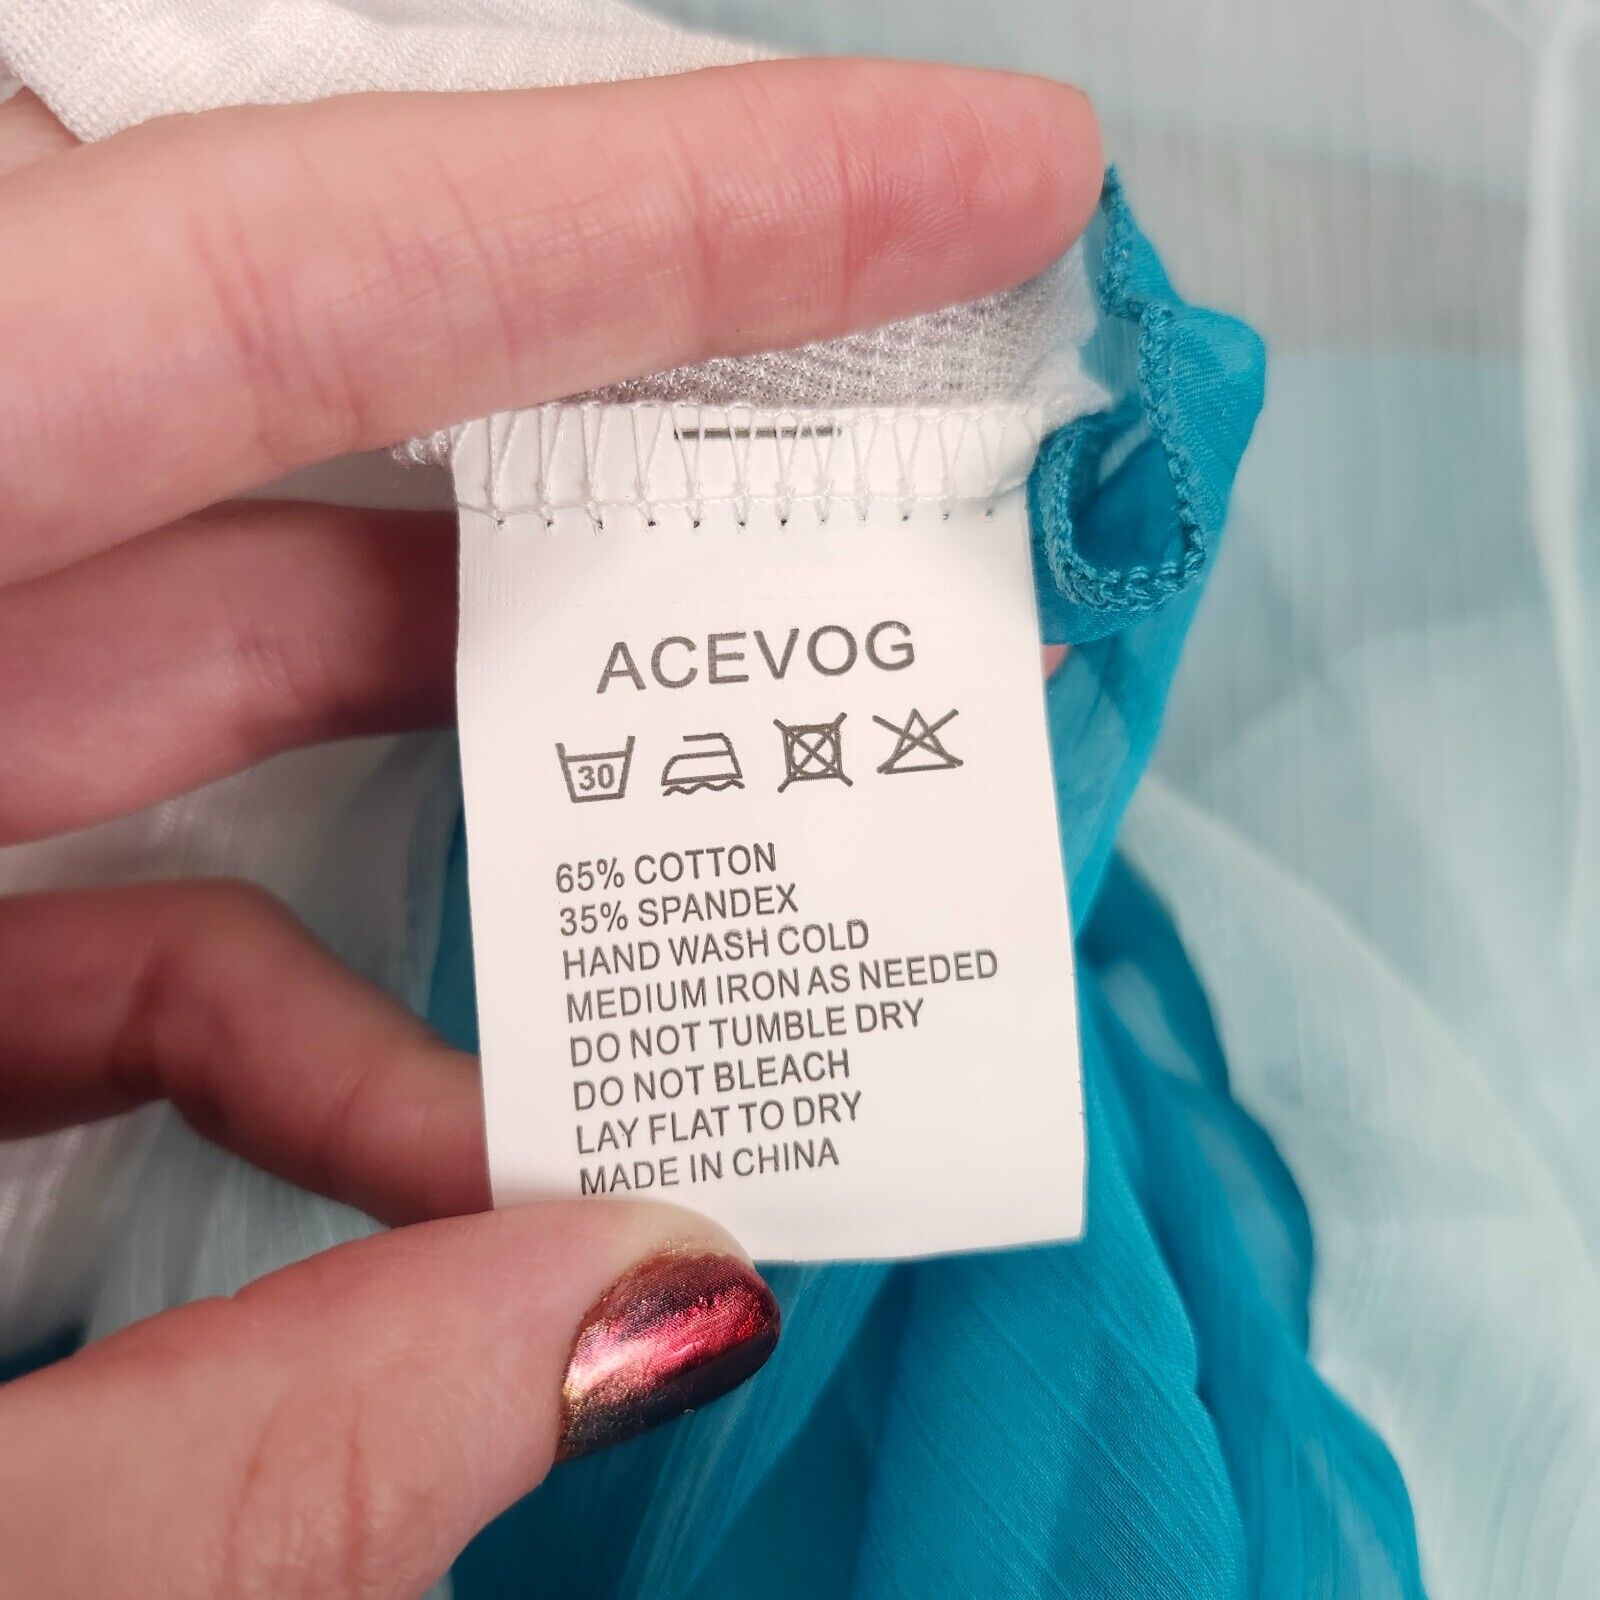 ACEVOG
30
65% COTTON
35% SPANDEX
HAND WASH COLD
MEDIUM IRON AS NEEDED
DO NOT TUMBLE DRY
DO NOT BLEACH
LAY FLAT TO DRY
MADE IN CHINA